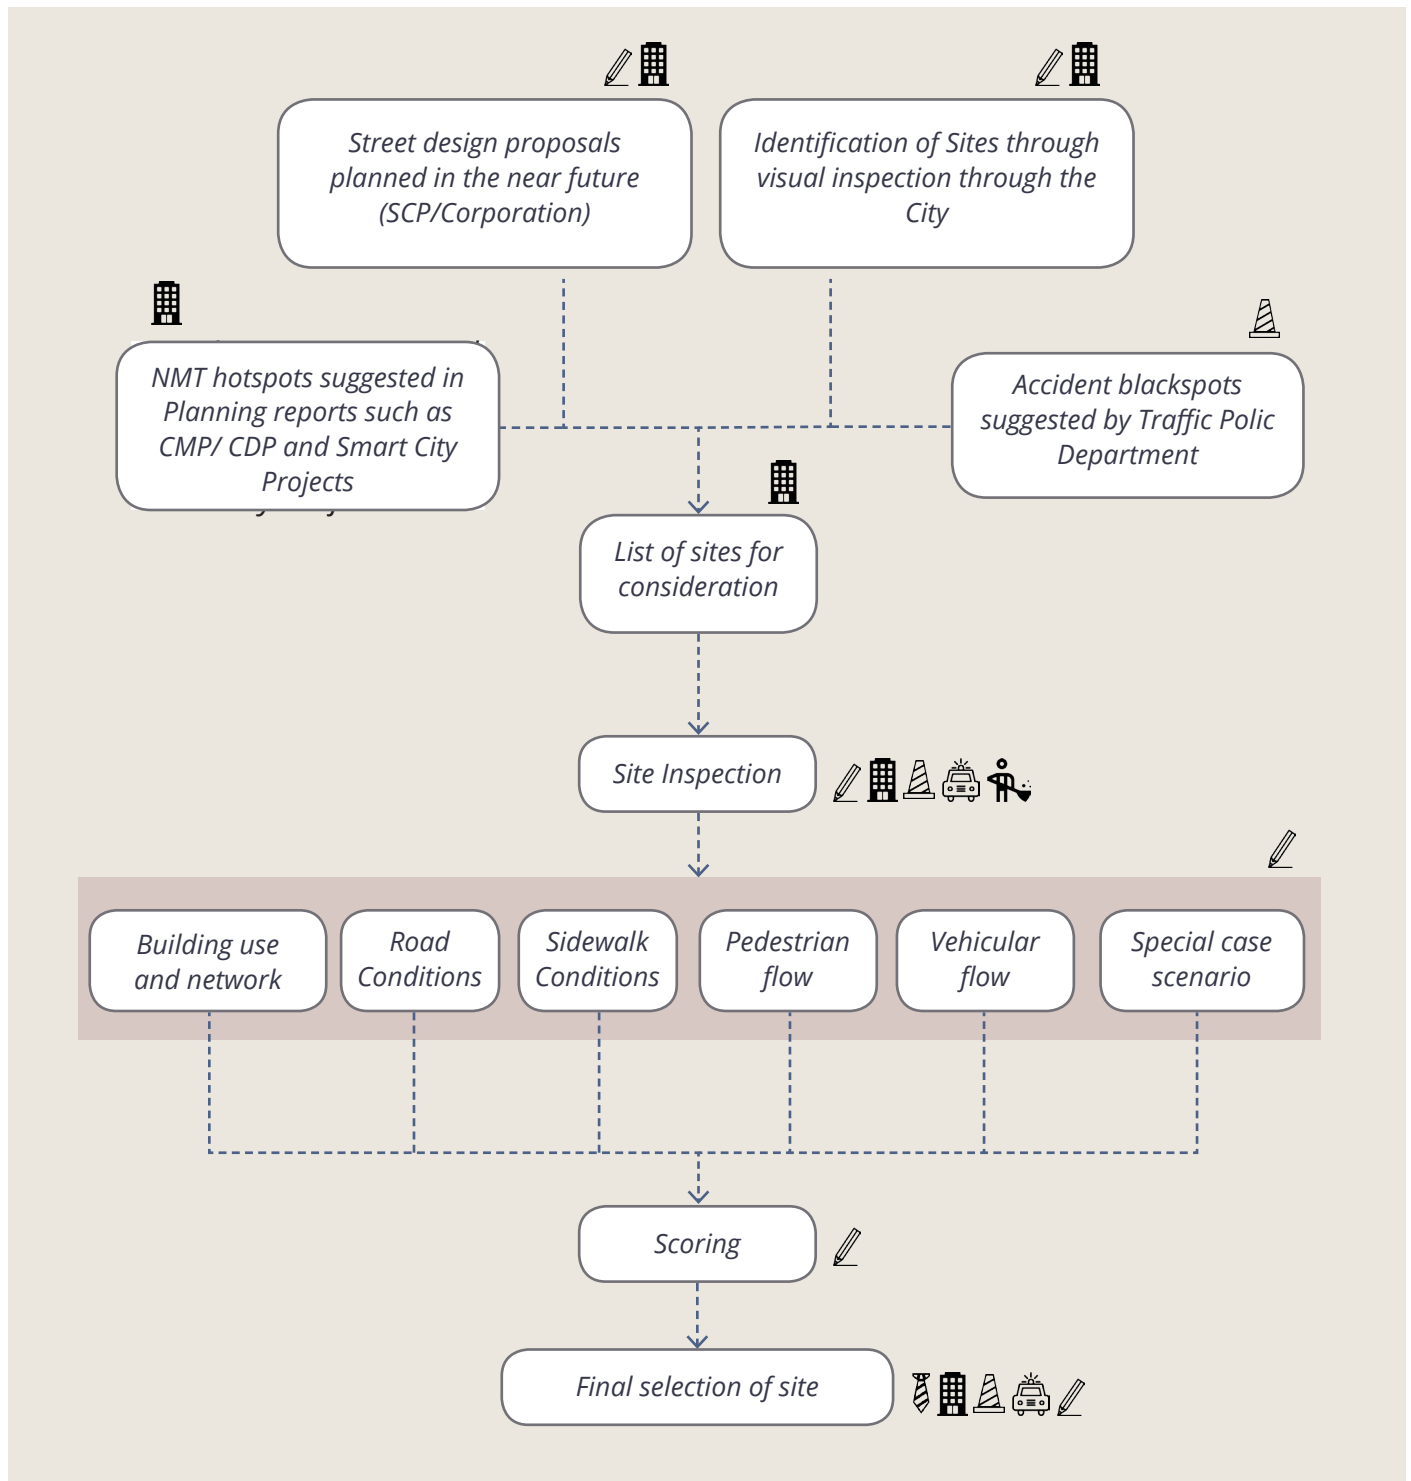 Street design proposals
planned in the near future
(SCP/Corporation)
Identification of Sites through
visual inspection through the
City
NMT hotspots suggested in
Planning reports such as
CMP/ CDP and Smart City
Projects
Accident blackspots
suggested by Traffic Polic
Department
List of sites for
consideration
Site Inspection
Building use
and network
Road
Conditions
Sidewalk
Conditions
Pedestrian
flow
Vehicular
flow
Special case
scenario
Scoring
Final selection of site